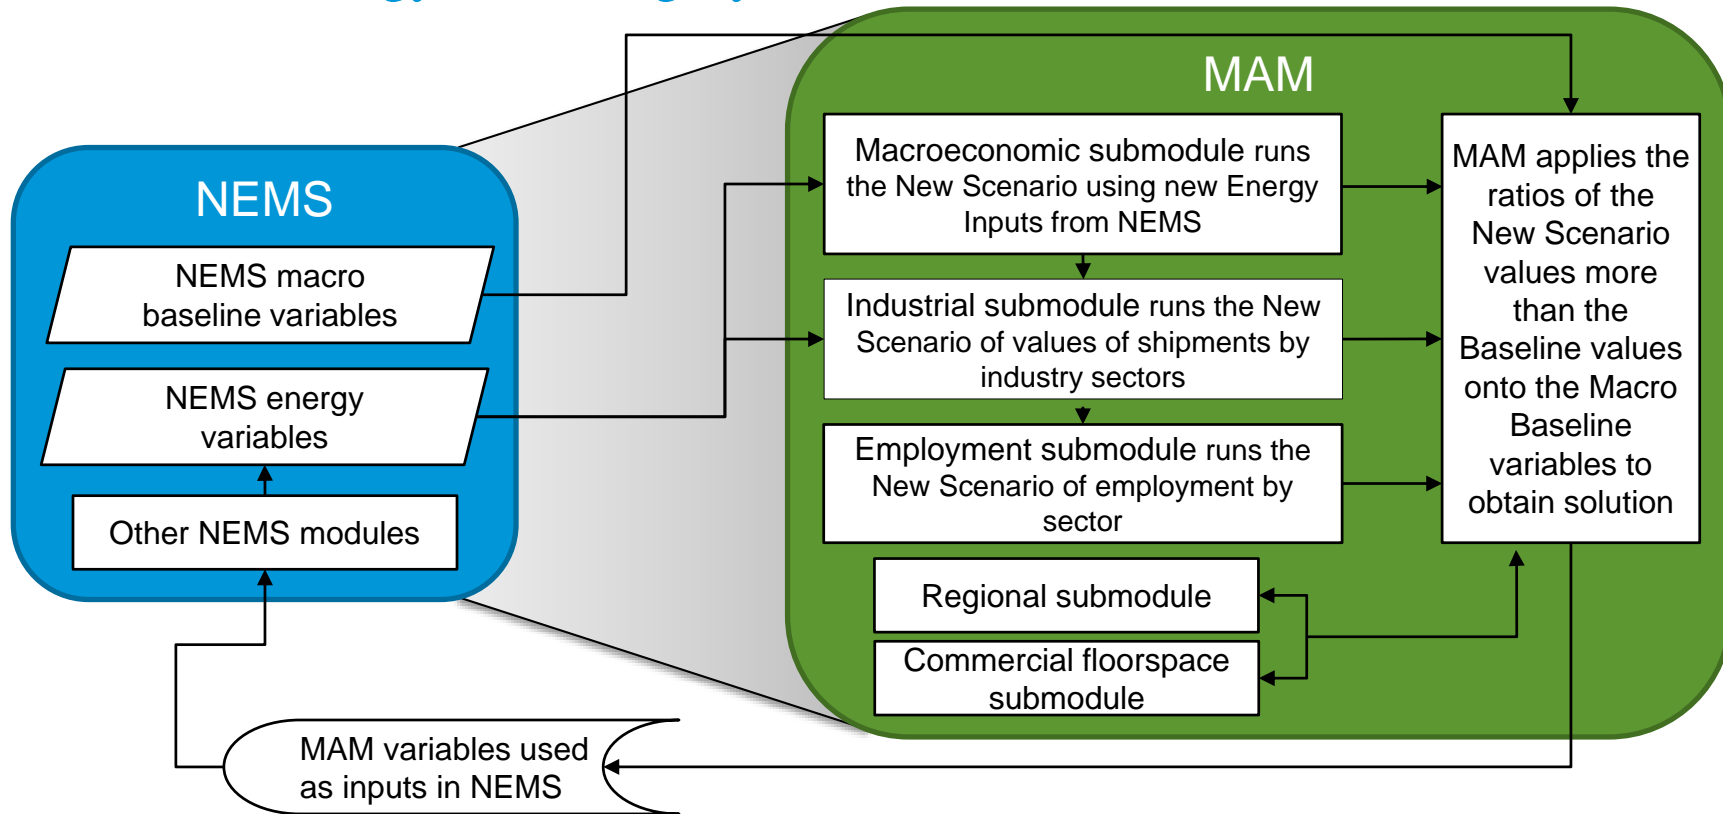 MAM
NEMS
NEMS macro
baseline variables
NEMS energy
variables
Other NEMS modules
Macroeconomic submodule runs
the New Scenario using new Energy
Inputs from NEMS
Industrial submodule runs the New
Scenario of values of shipments by
industry sectors
Employment submodule runs the
New Scenario of employment by
sector
Regional submodule
Commercial floorspace
submodule
MAM applies the
ratios of the
New Scenario
values more
than the
Baseline values
onto the Macro
Baseline
variables to
obtain solution
MAM variables used
as inputs in NEMS